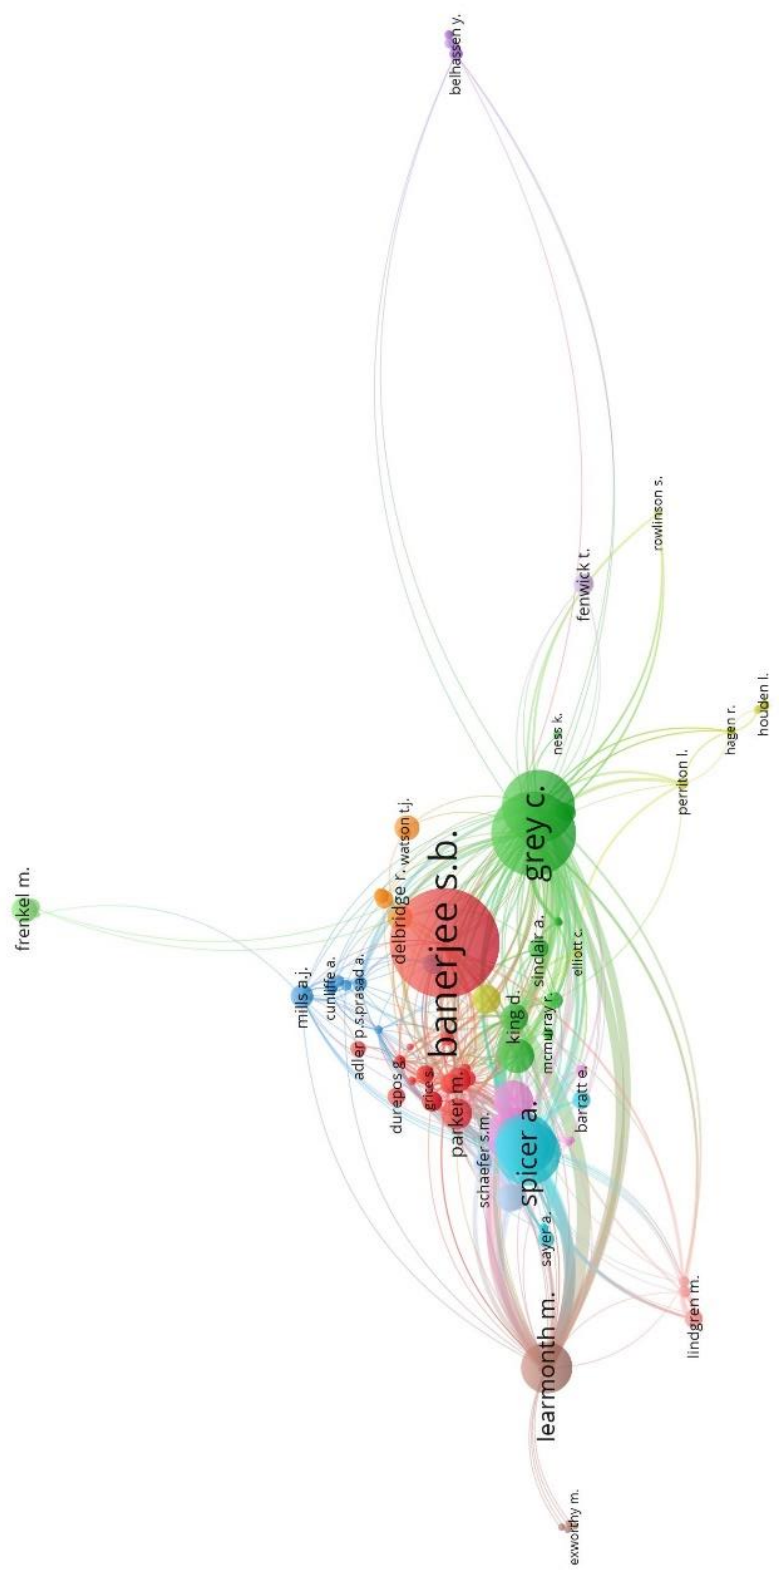 belhassen y.
rowlinson s.
fenwick t.
houden l.
hagen r.
ness k.
perriton l.
watson t.j.
grey c.
delbridge r.
banerjee s.b.
frenkel m.
sinclair a.
elliott c.
cunliffe a.
mills a.j.
prasad a.
king d.
adler p.s.
mcmurray r.
durepos g.
grice s.
parker m.
barratt e.
schaefer s.m.
spicer a.
sayer a.
lindgren m.
learmonth m.
exworthy m.